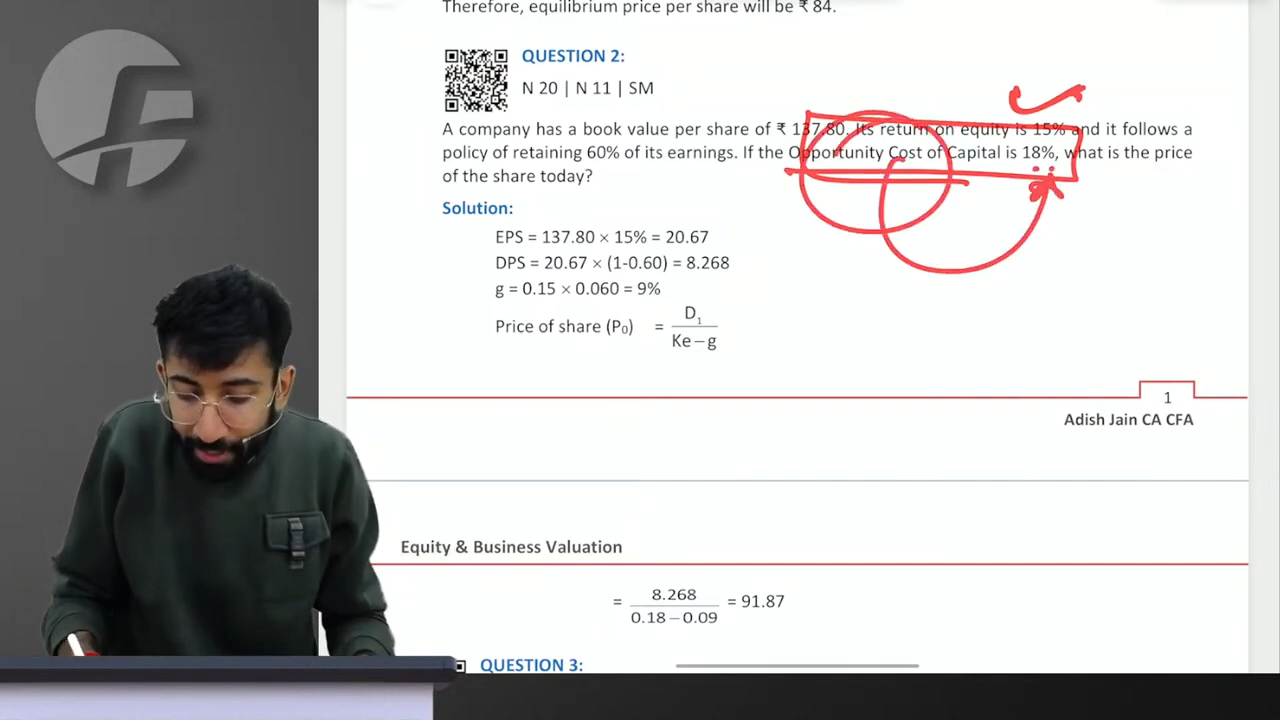 Therefore, equilibrium price per share will be ₹ 84.
QUESTION 2:
N 20 | N 11 | SM
A company has a book value per share of ₹ 137.80. Its return on equity is 15% and it follows a
policy of retaining 60% of its earnings. If the Opportunity Cost of Capital is 18%, what is the price
of the share today?
Solution:
EPS = 137.80 × 15% = 20.67
DPS = 20.67 × (1-0.60) = 8.268
g = 0.15 × 0.060 = 9%
Price of share (P₀) = D₁ / Ke – g
1
Adish Jain CA CFA
Equity & Business Valuation
= 8.268 / 0.18 – 0.09 = 91.87
QUESTION 3: